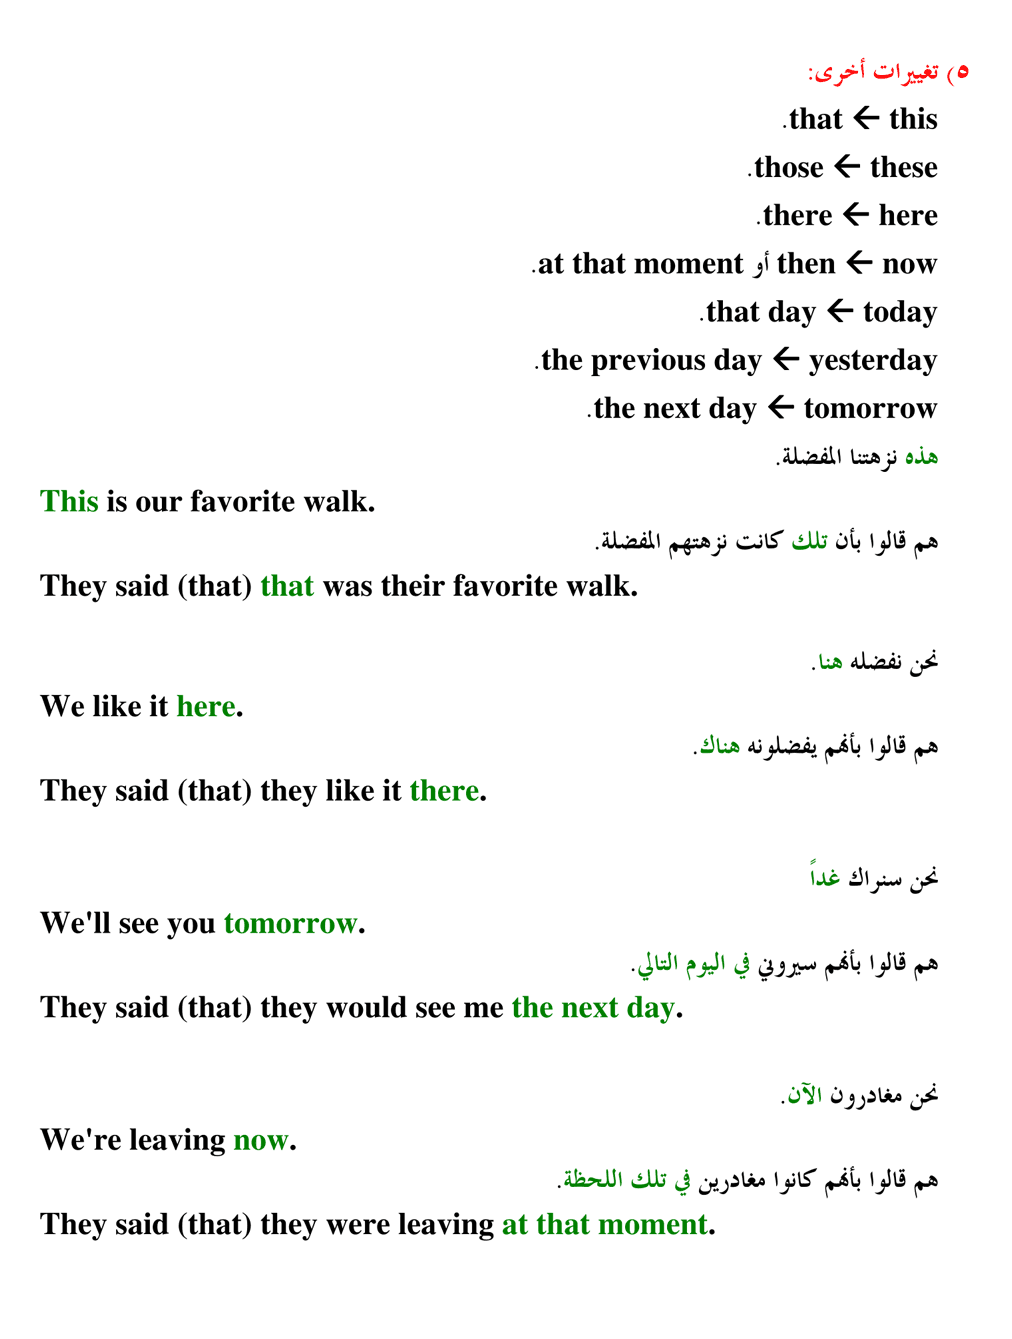 ٥) تغييرات أخرى:
this ← that.
these ← those.
here ← there.
now ← then أو at that moment.
today ← that day.
yesterday ← the previous day.
tomorrow ← the next day.
هذه نزهتنا المفضلة.
This is our favorite walk.
هم قالوا بأن تلك كانت نزهتهم المفضلة.
They said (that) that was their favorite walk.
نحن نفضله هنا.
We like it here.
هم قالوا بأنهم يفضلونه هناك.
They said (that) they like it there.
نحن سنراك غداً
We'll see you tomorrow.
هم قالوا بأنهم سيروني في اليوم التالي.
They said (that) they would see me the next day.
نحن مغادرون الآن.
We're leaving now.
هم قالوا بأنهم كانوا مغادرين في تلك اللحظة.
They said (that) they were leaving at that moment.